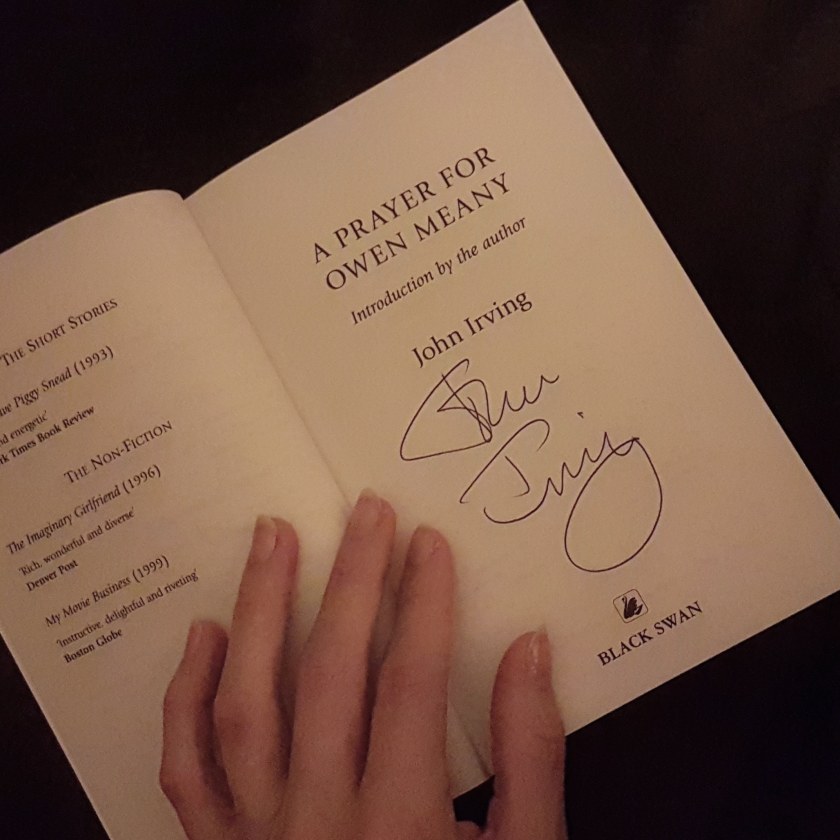 THE SHORT STORIES
Piggy Snead (1993)
energetic'
Times Book Review
THE NON-FICTION
The Imaginary Girlfriend (1996)
'Rich, wonderful and diverse'
Denver Post
My Movie Business (1999)
'Instructive, delightful and riveting'
Boston Globe
A PRAYER FOR
OWEN MEANY
Introduction by the author
John Irving
John
Irving
BLACK SWAN